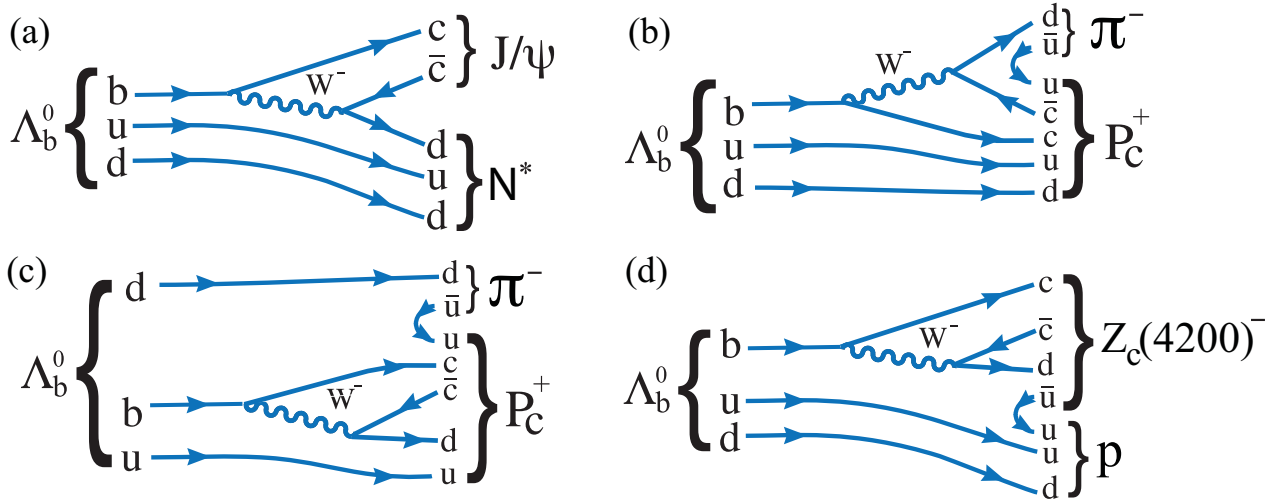 (a)
c
c̄
J/ψ
W⁻
Λ_b^0
b
u
d
d
u
d
N*
(b)
d
ū
π⁻
W⁻
u
c̄
c
u
d
P_c^+
Λ_b^0
b
u
d
(c)
d
d
ū
π⁻
u
c
c̄
d
u
P_c^+
W⁻
Λ_b^0
b
u
(d)
c
c̄
d
ū
Z_c(4200)⁻
W⁻
Λ_b^0
b
u
d
u
u
d
p